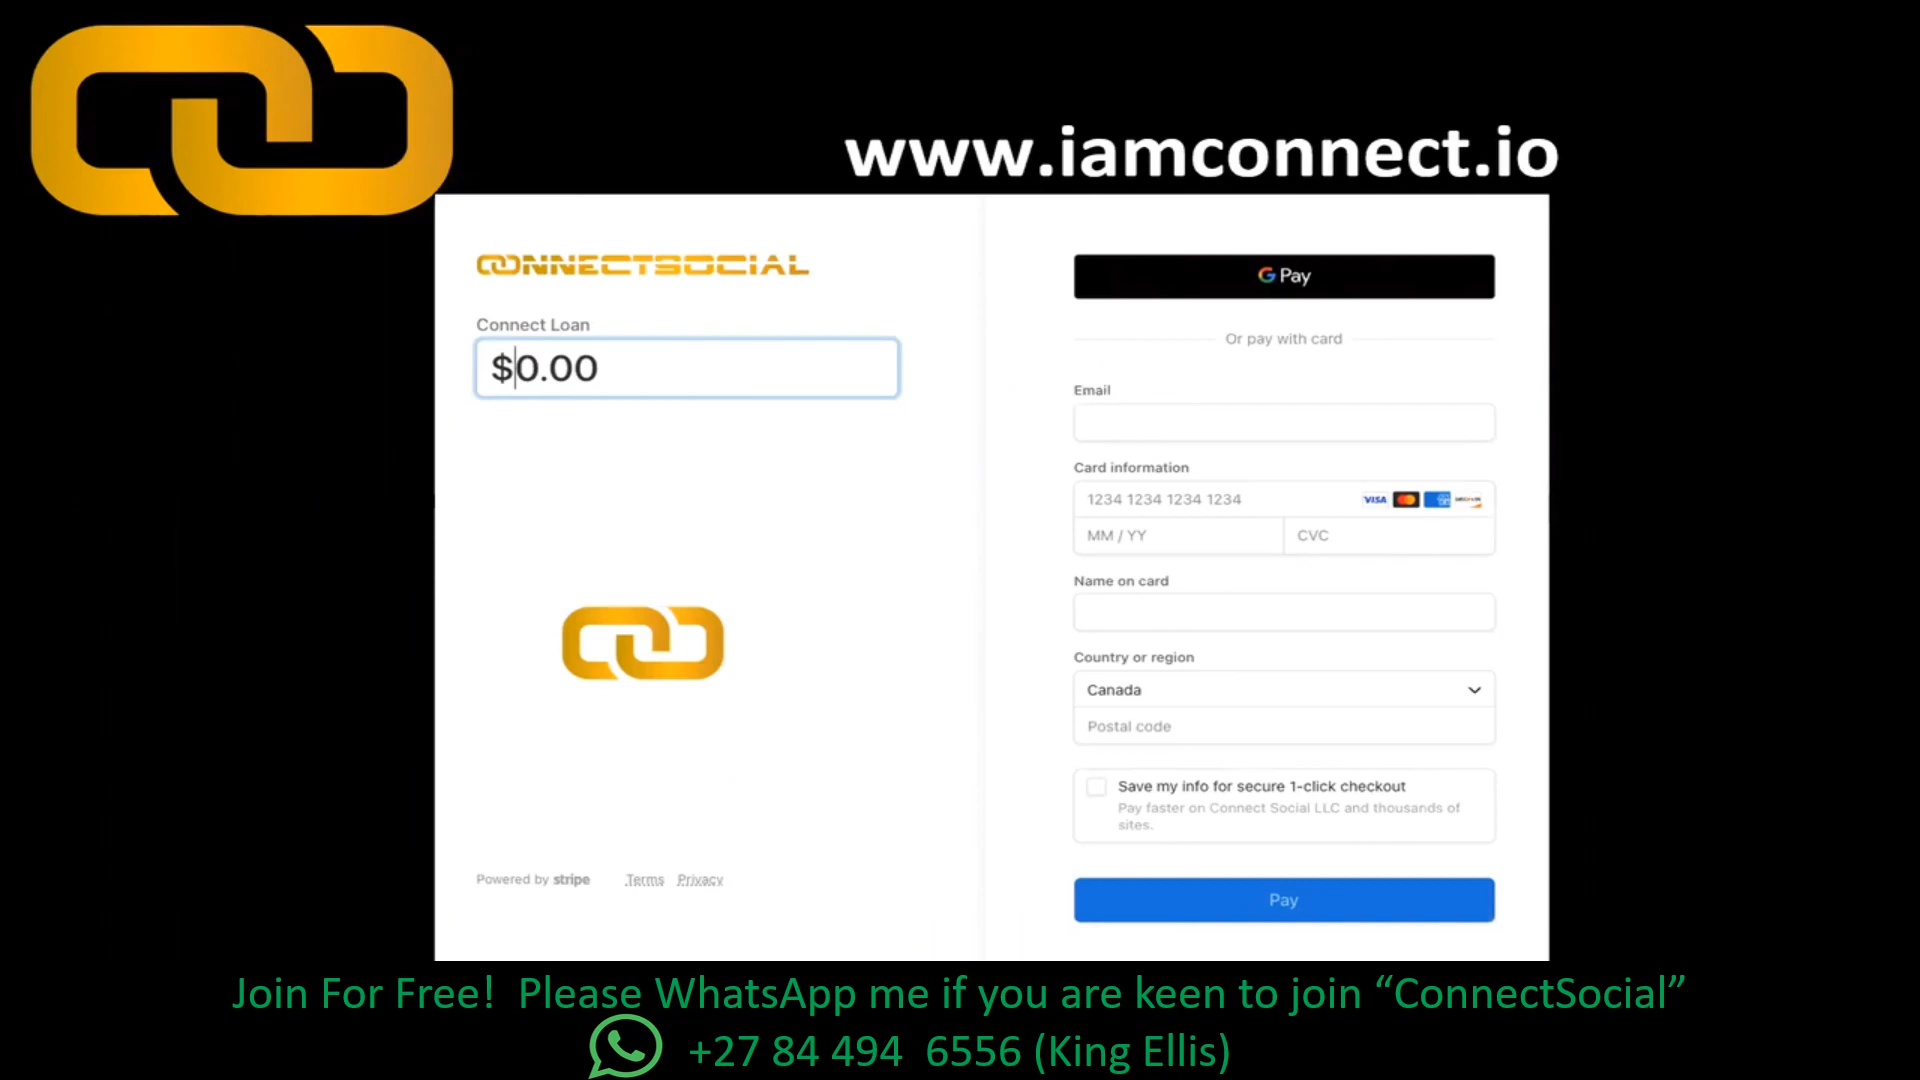 www.iamconnect.io
CONNECTSOCIAL
Connect Loan
$0.00
Powered by stripe Terms Privacy
G Pay
Or pay with card
Email
Card information
1234 1234 1234 1234 VISA
MM / YY CVC
Name on card
Country or region
Canada
Postal code
Save my info for secure 1-click checkout
Pay faster on Connect Social LLC and thousands of
sites.
Pay
Join For Free! Please WhatsApp me if you are keen to join “ConnectSocial”
+27 84 494 6556 (King Ellis)